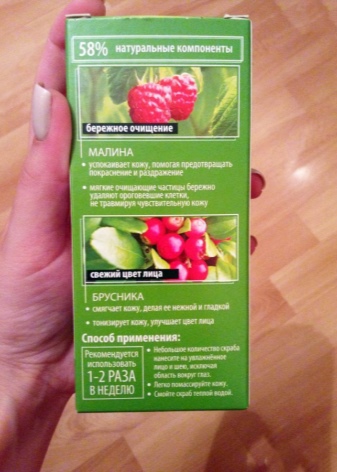 58% натуральные компоненты
бережное очищение
МАЛИНА
• успокаивает кожу, помогая предотвращать
покраснение и раздражение
• мягкие очищающие частицы бережно
удаляют ороговевшие клетки,
не травмируя чувствительную кожу
свежий цвет лица
БРУСНИКА
• смягчает кожу, делая ее нежной и гладкой
• тонизирует кожу, улучшает цвет лица
Способ применения:
Рекомендуется
использовать
1-2 РАЗА
В НЕДЕЛЮ
• Небольшое количество скраба
нанесите на увлажнённое
лицо и шею, исключая
область вокруг глаз.
• Легко помассируйте кожу.
• Смойте скраб теплой водой.